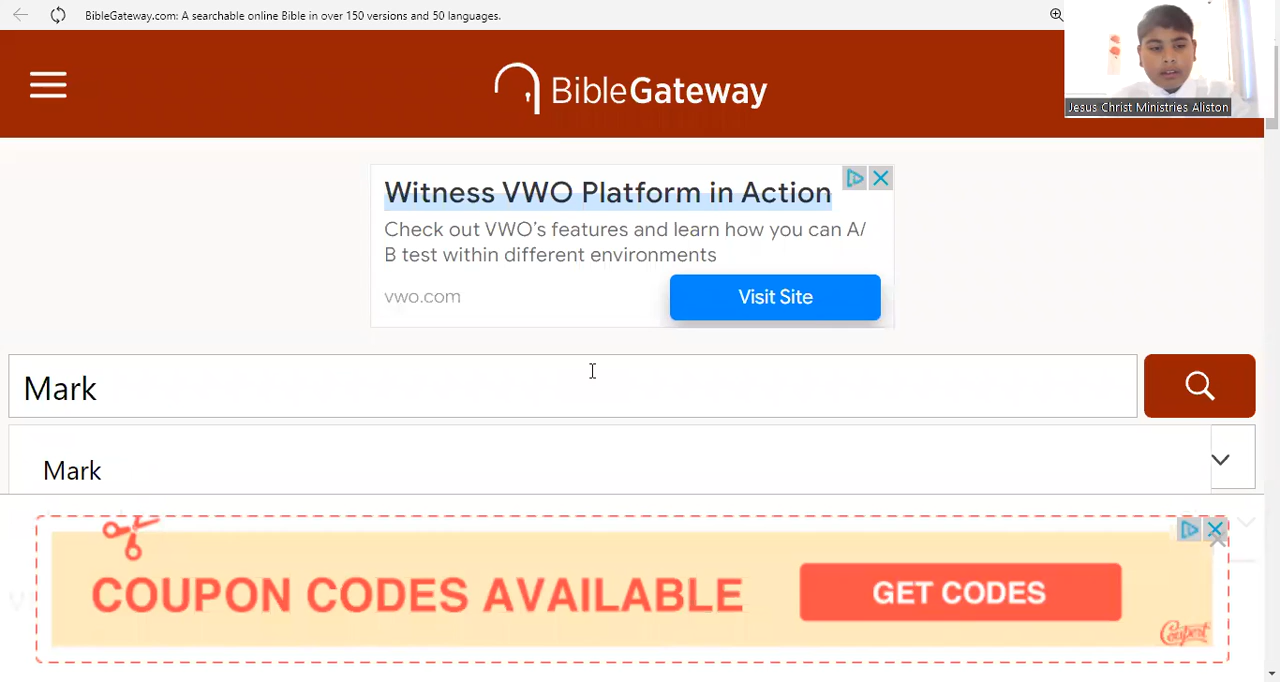 BibleGateway.com: A searchable online Bible in over 150 versions and 50 languages.
BibleGateway
Jesus Christ Ministries Aliston
Witness VWO Platform in Action
Check out VWO's features and learn how you can A/
B test within different environments
vwo.com
Visit Site
Mark
Mark
COUPON CODES AVAILABLE
GET CODES
Coupert